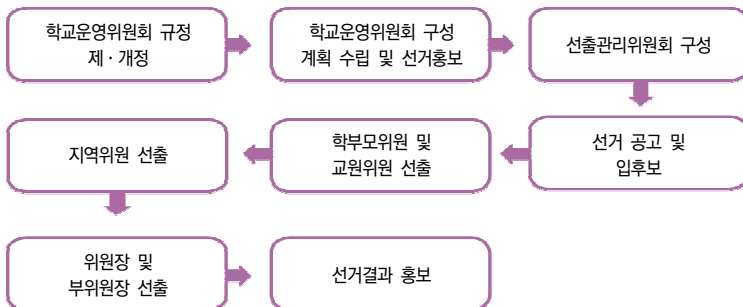 학교운영위원회 규정
제·개정
학교운영위원회 구성
계획 수립 및 선거홍보
선출관리위원회 구성
선거 공고 및
입후보
학부모위원 및
교원위원 선출
지역위원 선출
위원장 및
부위원장 선출
선거결과 홍보